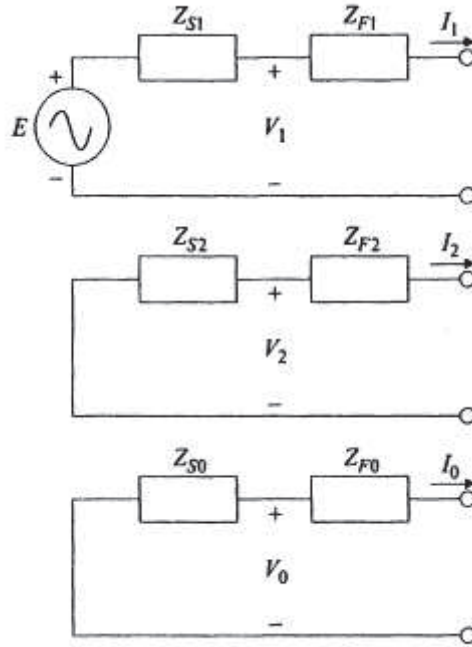 Z_S1 Z_F1 I_1
+ +
E V_1
− −
Z_S2 Z_F2 I_2
+
V_2
−
Z_S0 Z_F0 I_0
+
V_0
−